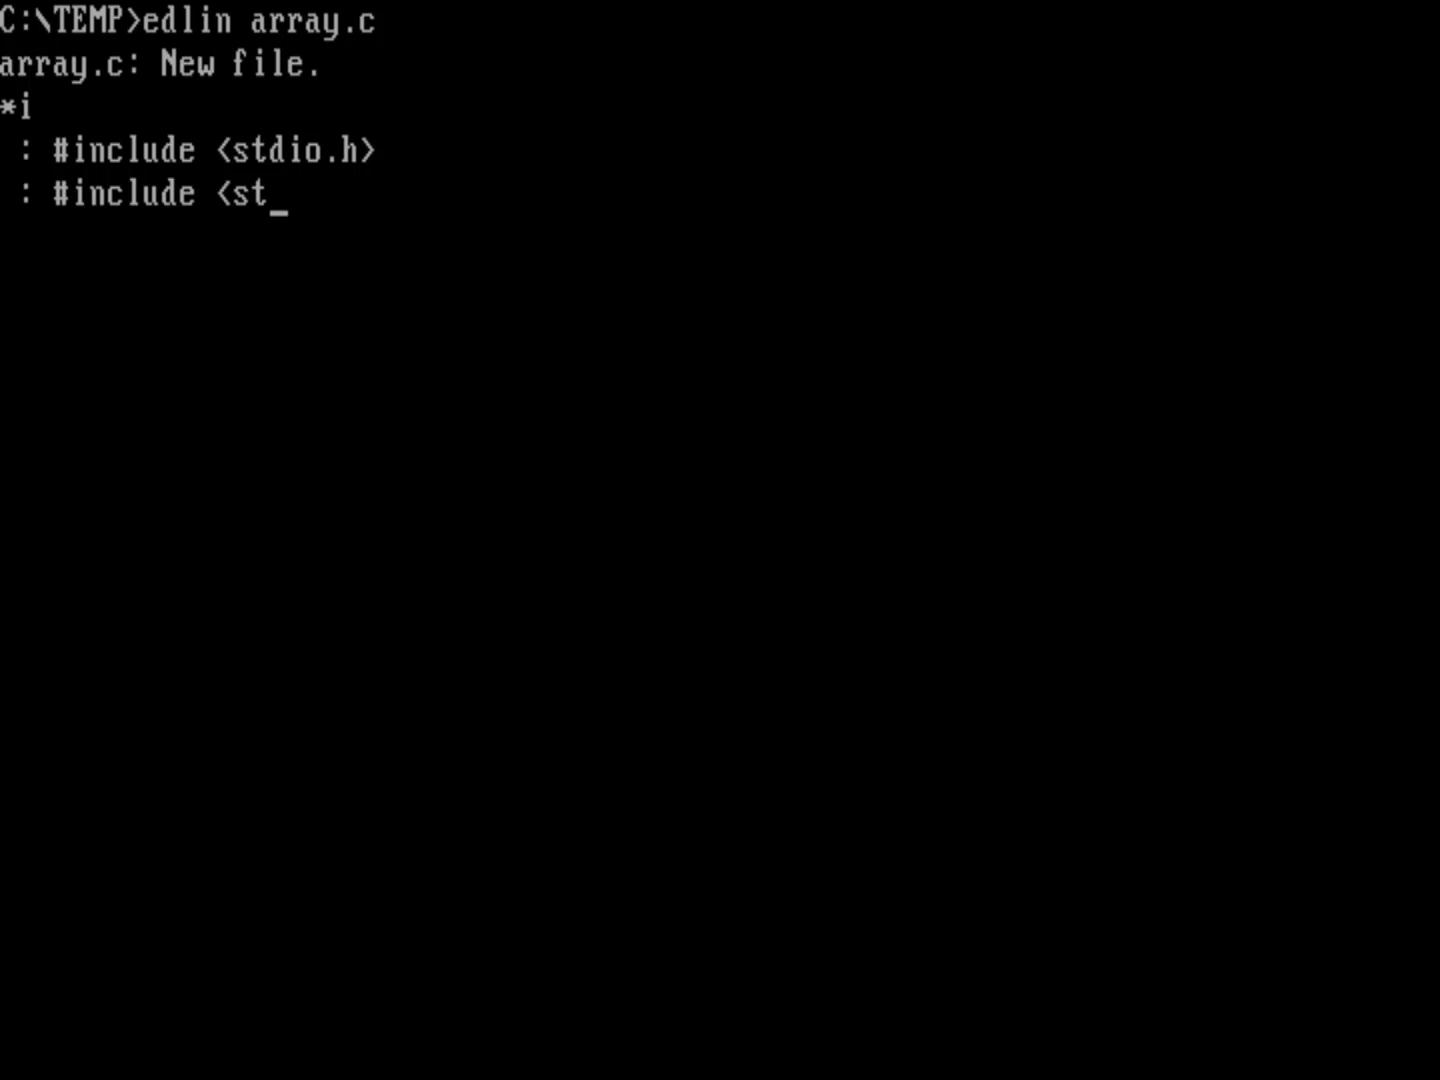 C:\TEMP>edlin array.c
array.c: New file.
*i
 : #include <stdio.h>
 : #include <st_